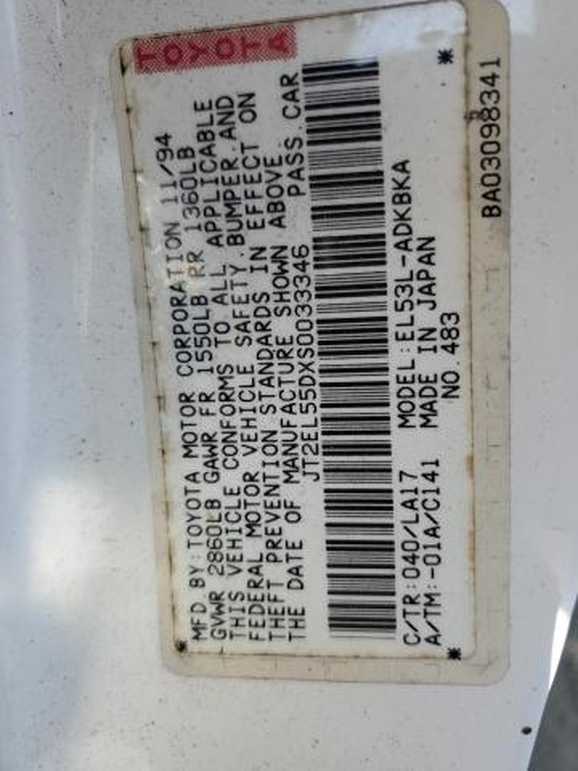 TOYOTA
MFD BY:TOYOTA MOTOR CORPORATION 11/94
GVWR 2860LB GAWR FR 1550LB RR 1360LB
THIS VEHICLE CONFORMS TO ALL APPLICABLE
FEDERAL MOTOR VEHICLE SAFETY.BUMPER.AND
THEFT PREVENTION STANDARDS IN EFFECT ON
THE DATE OF MANUFACTURE SHOWN ABOVE.
JT2EL55DXS0033346 PASS.CAR
C/TR:040/LA17 MODEL:EL53L-ADKBKA
A/TM:-01A/C141 MADE IN JAPAN
* NO.483 *
BA03098341